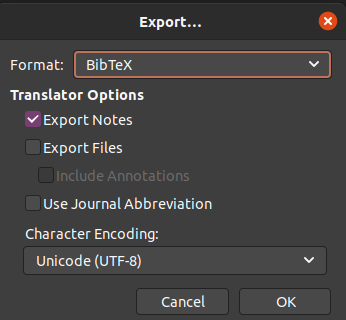 Export…
Format: BibTeX
Translator Options
Export Notes
Export Files
Include Annotations
Use Journal Abbreviation
Character Encoding:
Unicode (UTF-8)
Cancel OK